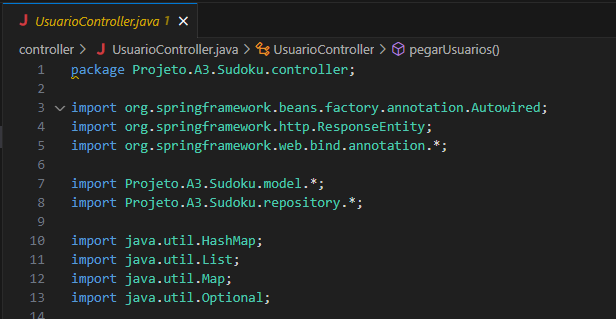 J UsuarioController.java 1 ×
controller > J UsuarioController.java > UsuarioController > pegarUsuarios()
1 package Projeto.A3.Sudoku.controller;
2
3 import org.springframework.beans.factory.annotation.Autowired;
4 import org.springframework.http.ResponseEntity;
5 import org.springframework.web.bind.annotation.*;
6
7 import Projeto.A3.Sudoku.model.*;
8 import Projeto.A3.Sudoku.repository.*;
9
10 import java.util.HashMap;
11 import java.util.List;
12 import java.util.Map;
13 import java.util.Optional;
14